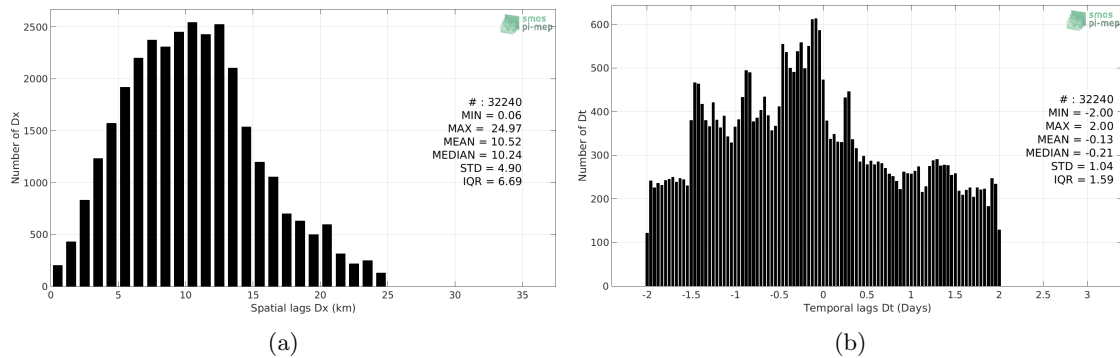 2500
2000
1500
1000
500
0
Number of Dx
0 5 10 15 20 25 30 35
Spatial lags Dx (km)
smos
pi-mep
# : 32240
MIN = 0.06
MAX = 24.97
MEAN = 10.52
MEDIAN = 10.24
STD = 4.90
IQR = 6.69
(a)
600
500
400
300
200
100
0
Number of Dt
-2 -1.5 -1 -0.5 0 0.5 1 1.5 2 2.5 3
Temporal lags Dt (Days)
smos
pi-mep
# : 32240
MIN = -2.00
MAX = 2.00
MEAN = -0.13
MEDIAN = -0.21
STD = 1.04
IQR = 1.59
(b)